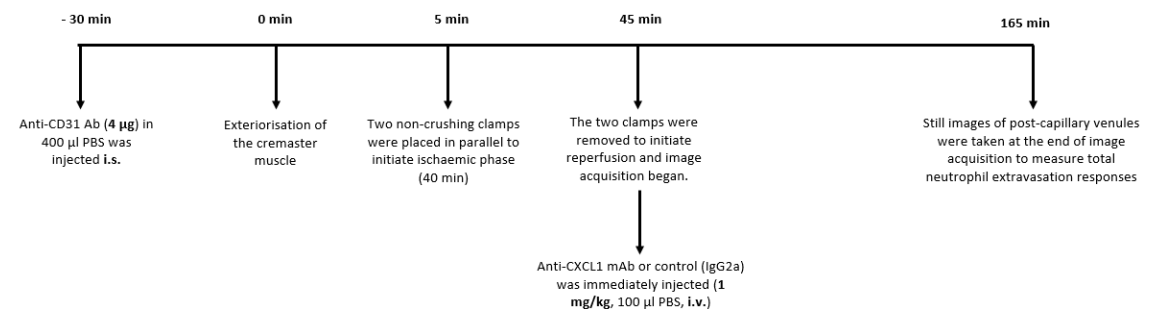 - 30 min
0 min
5 min
45 min
165 min
Anti-CD31 Ab (4 μg) in
400 μl PBS was
injected i.s.
Exteriorisation of
the cremaster
muscle
Two non-crushing clamps
were placed in parallel to
initiate ischaemic phase
(40 min)
The two clamps were
removed to initiate
reperfusion and image
acquisition began.
Still images of post-capillary venules
were taken at the end of image
acquisition to measure total
neutrophil extravasation responses
Anti-CXCL1 mAb or control (IgG2a)
was immediately injected (1
mg/kg, 100 μl PBS, i.v.)